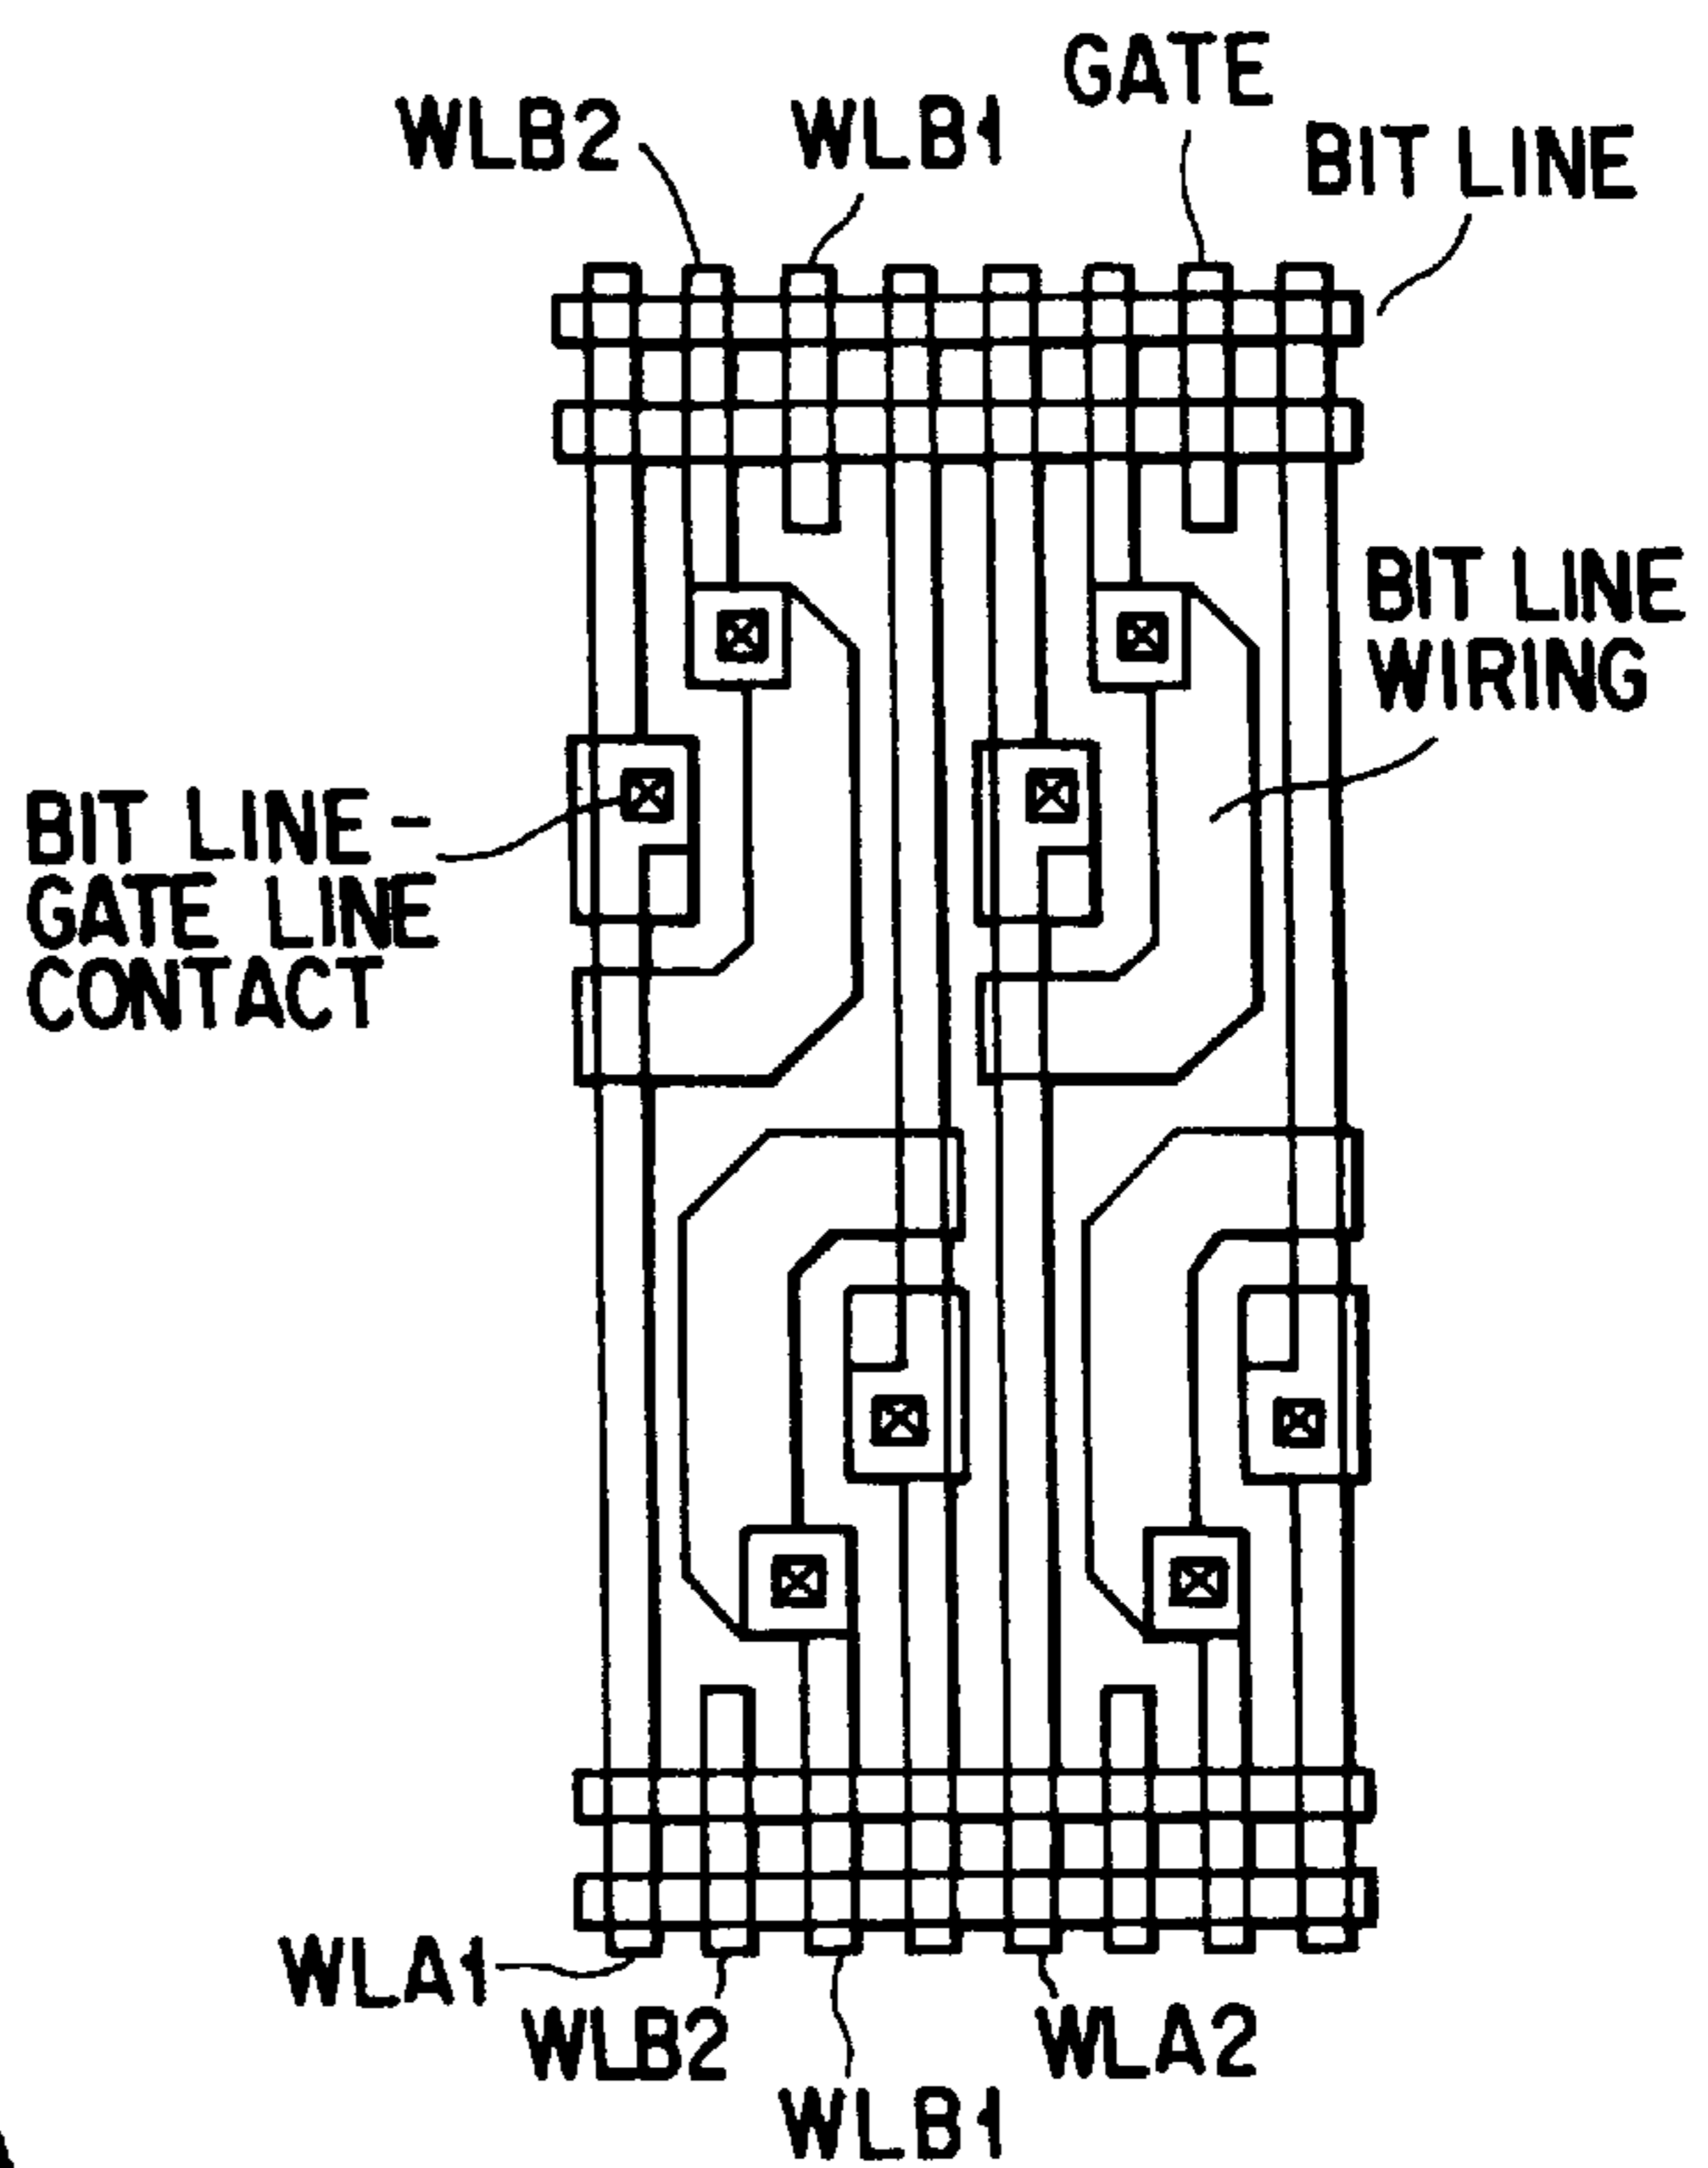 GATE
WLB2
WLB1
BIT LINE
BIT LINE
WIRING
BIT LINE -
GATE LINE
CONTACT
WLA1
WLB2
WLA2
WLB1